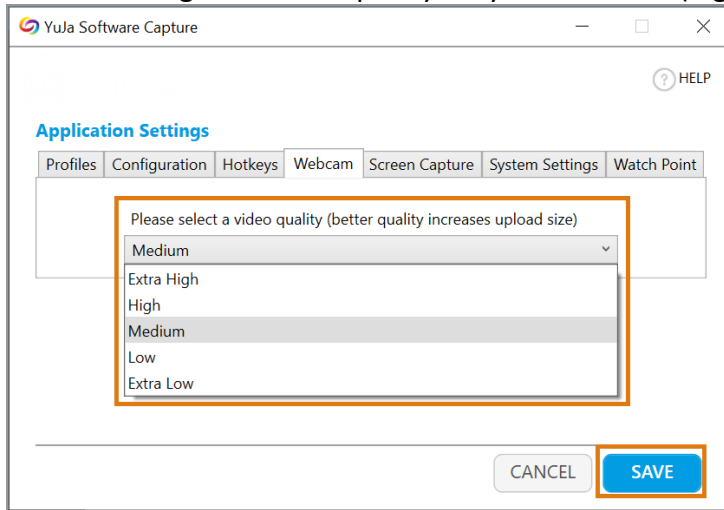 YuJa Software Capture
HELP
Application Settings
Profiles Configuration Hotkeys Webcam Screen Capture System Settings Watch Point
Please select a video quality (better quality increases upload size)
Medium
Extra High
High
Medium
Low
Extra Low
CANCEL SAVE